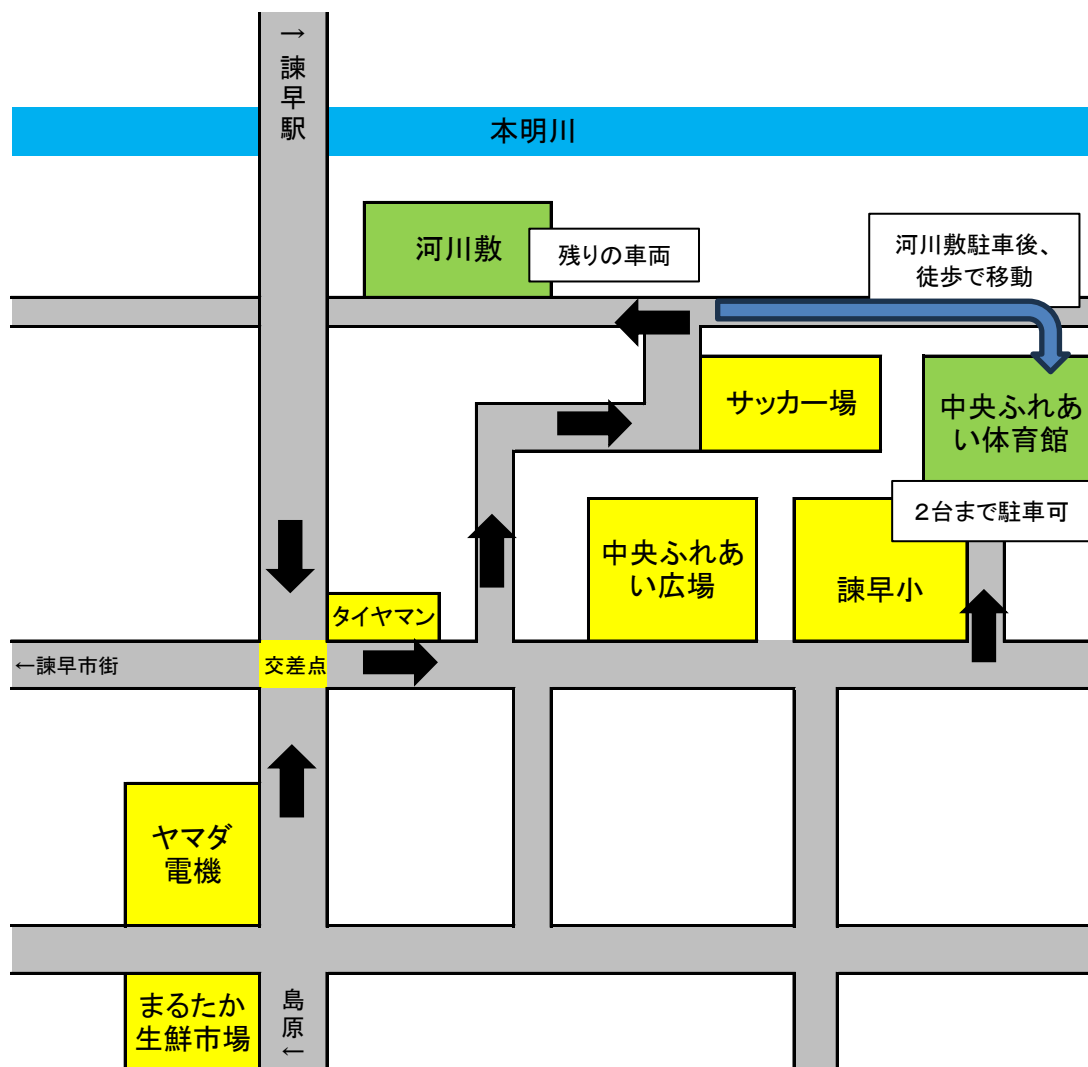 →
諫早駅
本明川
河川敷
残りの車両
河川敷駐車後、
徒歩で移動
サッカー場
中央ふれあ
い体育館
2台まで駐車可
中央ふれあ
い広場
諫早小
タイヤマン
←諫早市街
交差点
ヤマダ
電機
まるたか
生鮮市場
島原
←